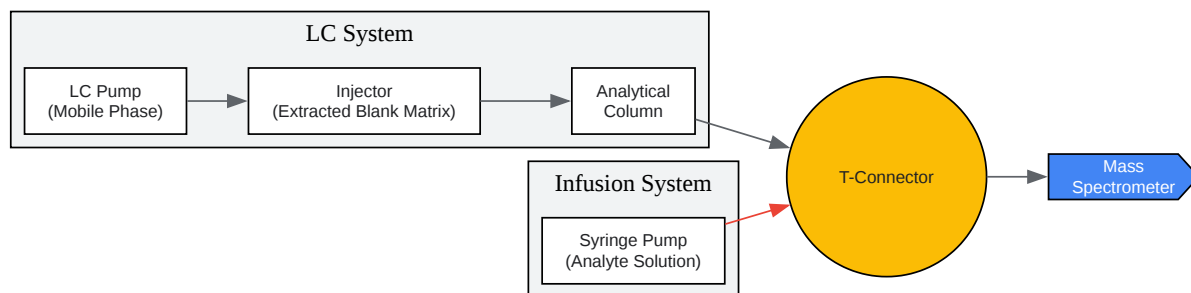 LC System
LC Pump
(Mobile Phase)
Injector
(Extracted Blank Matrix)
Analytical
Column
Infusion System
Syringe Pump
(Analyte Solution)
T-Connector
Mass
Spectrometer